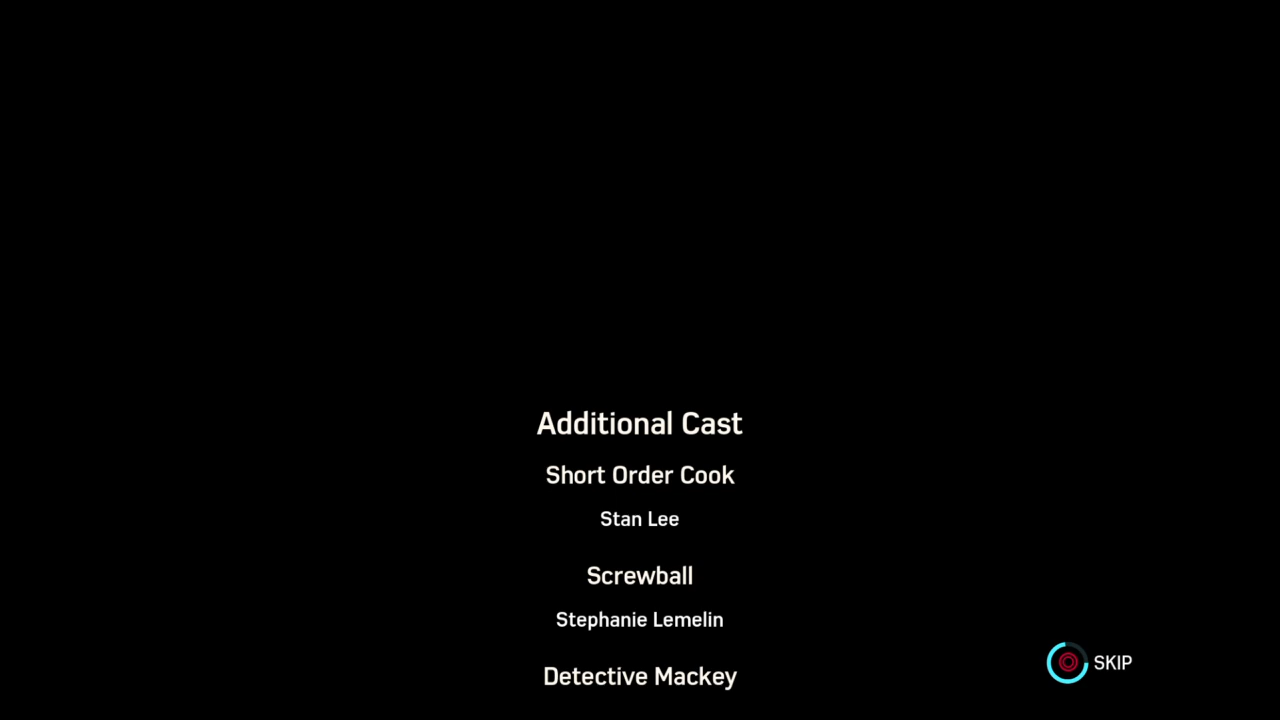 Additional Cast
Short Order Cook
Stan Lee
Screwball
Stephanie Lemelin
Detective Mackey
SKIP